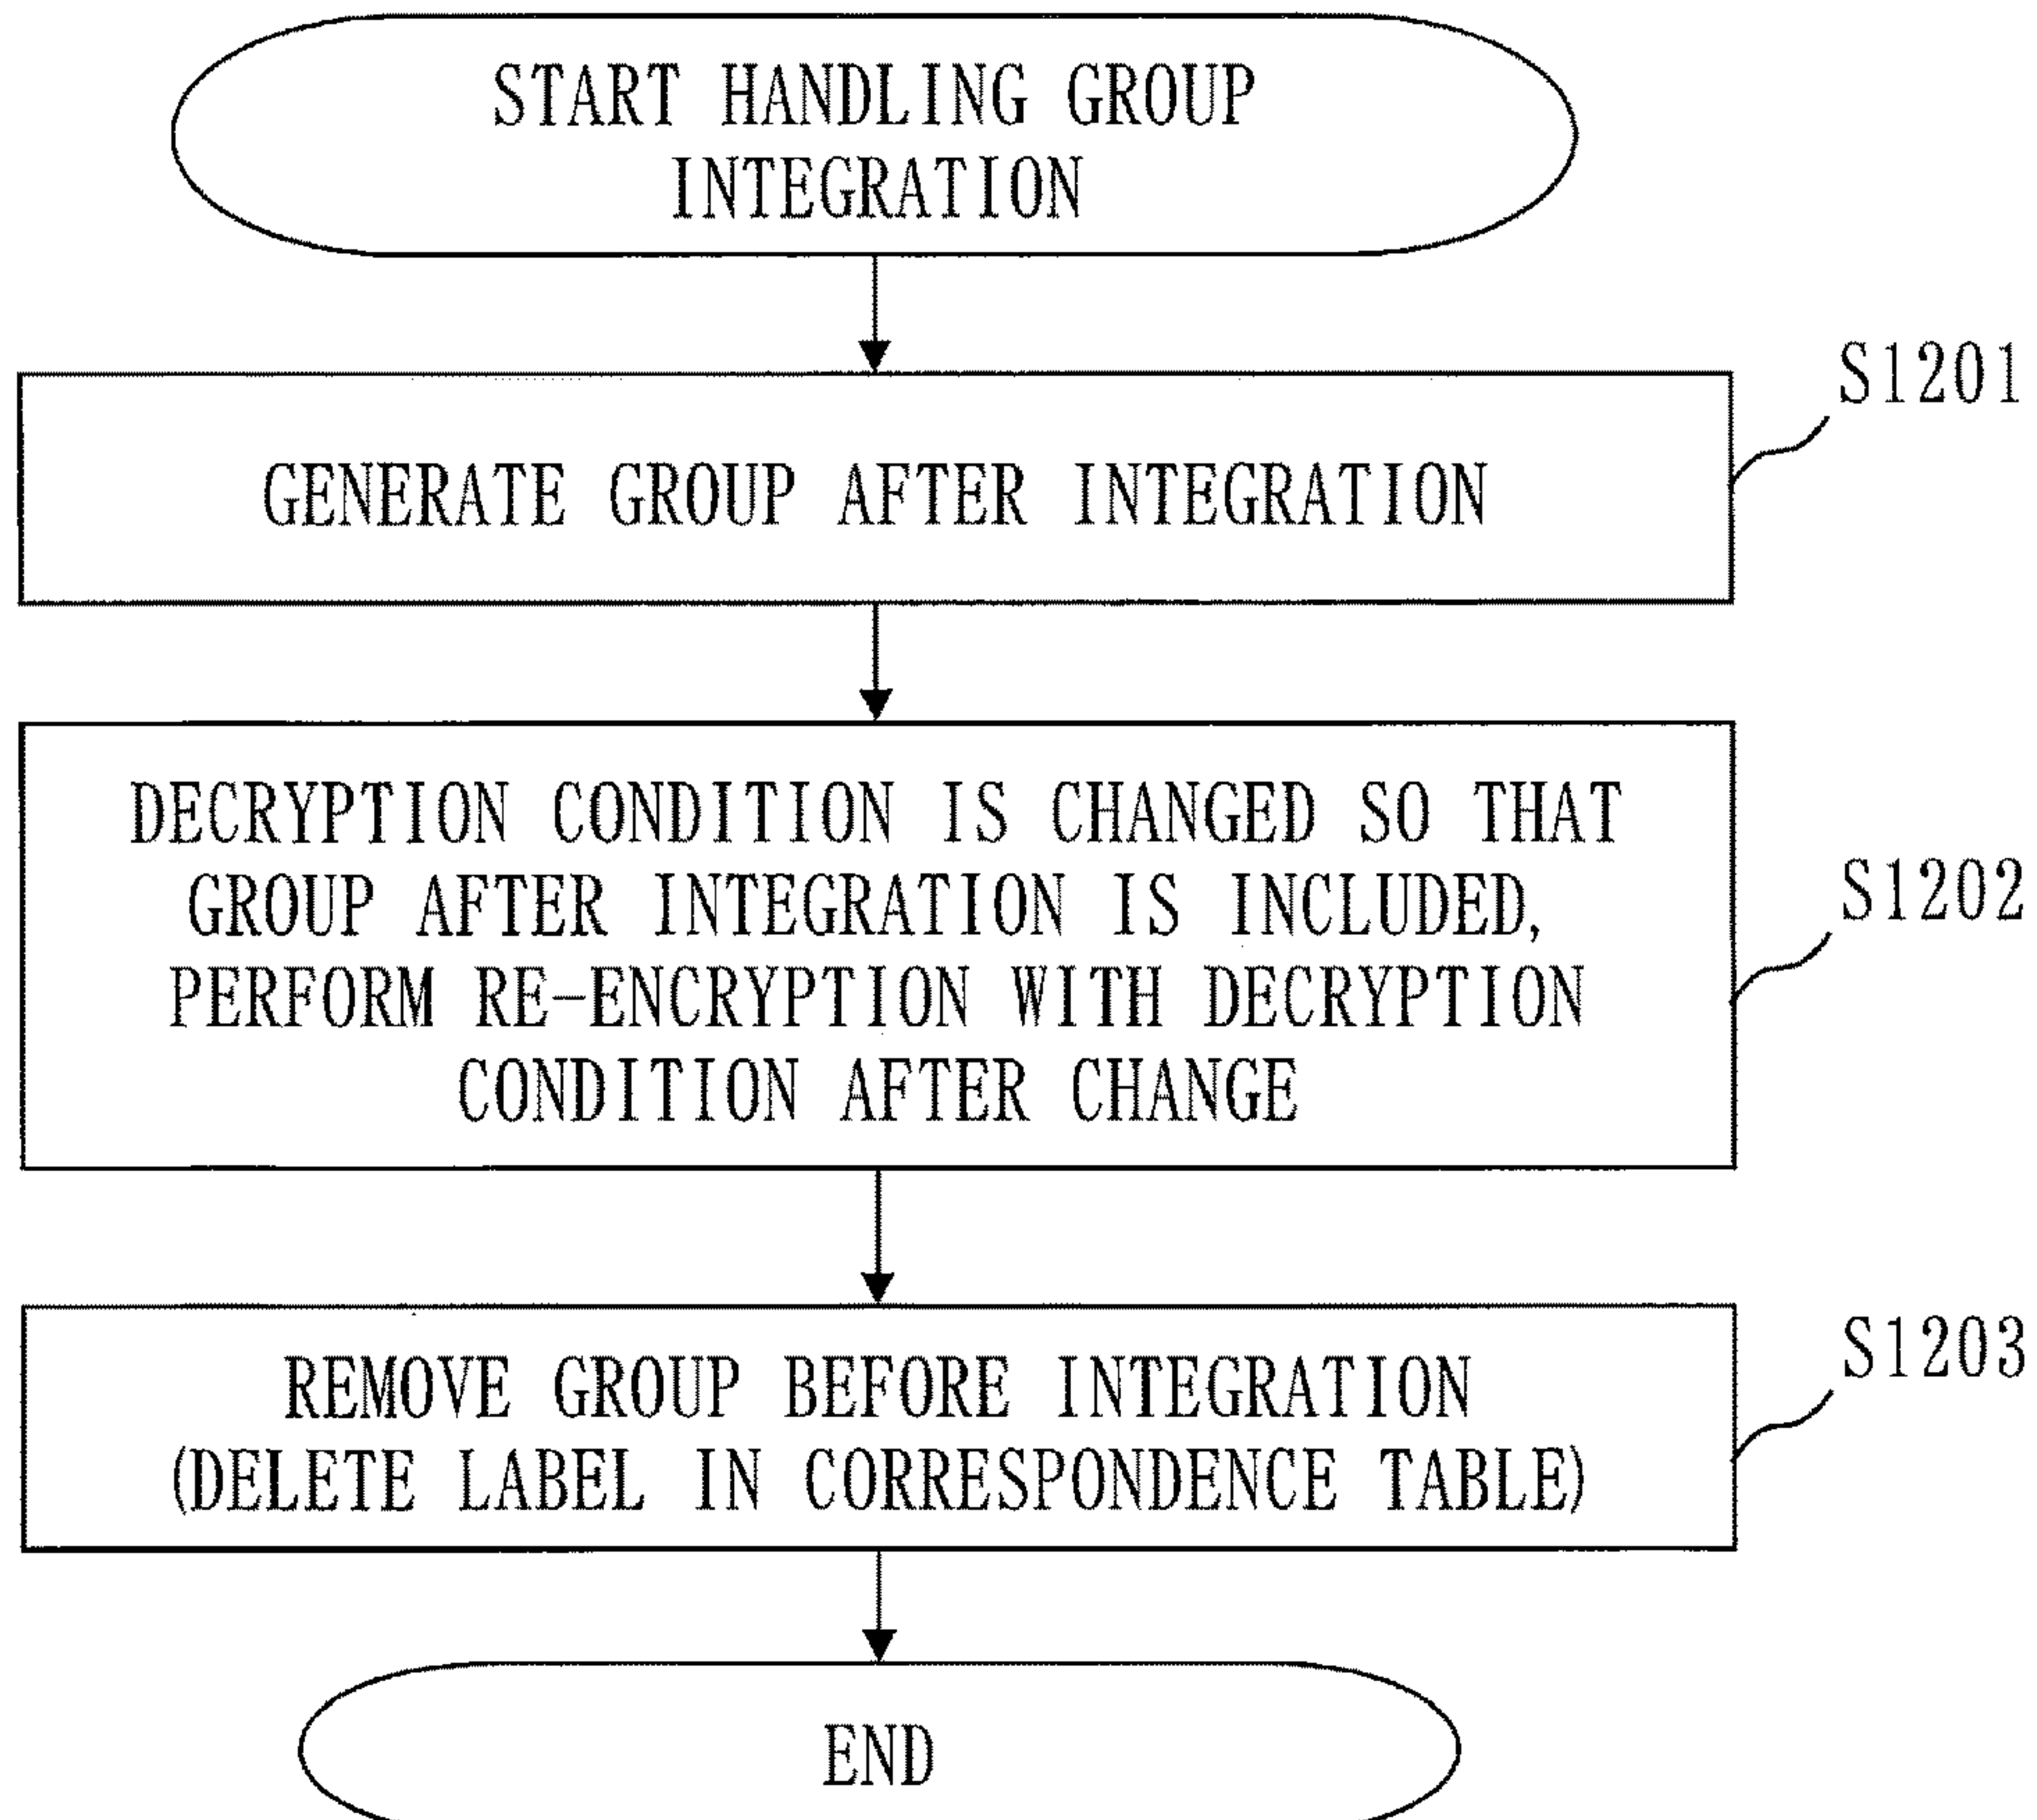 START HANDLING GROUP
INTEGRATION
S1201
GENERATE GROUP AFTER INTEGRATION
DECRYPTION CONDITION IS CHANGED SO THAT
GROUP AFTER INTEGRATION IS INCLUDED,
PERFORM RE-ENCRYPTION WITH DECRYPTION
CONDITION AFTER CHANGE
S1202
REMOVE GROUP BEFORE INTEGRATION
(DELETE LABEL IN CORRESPONDENCE TABLE)
S1203
END